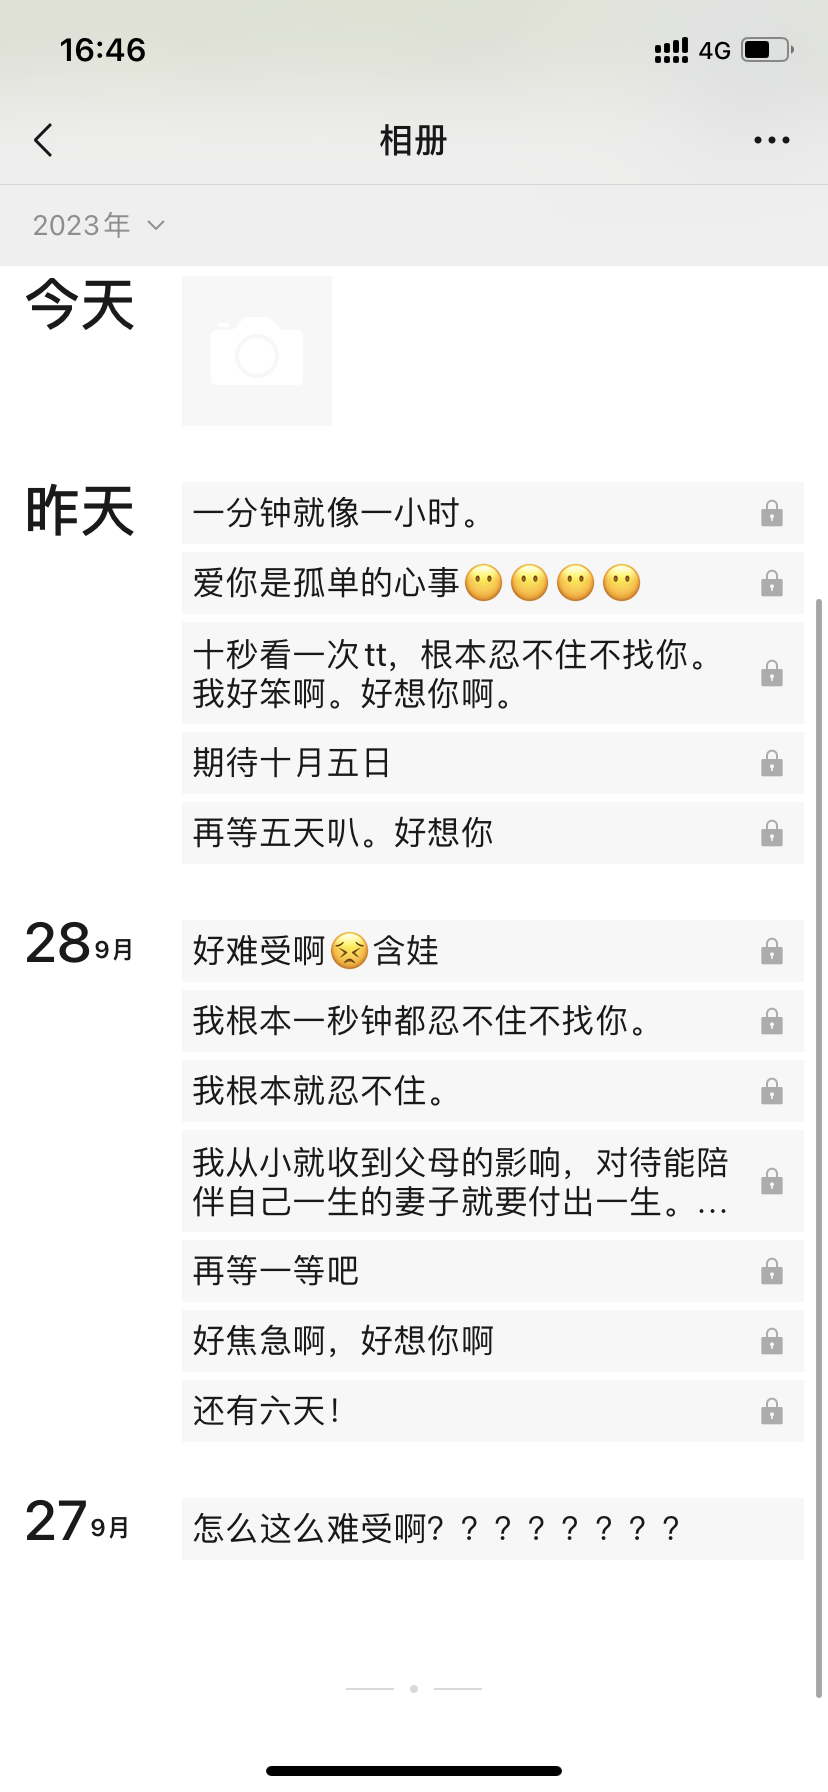 16:46
4G
相册
2023年
今天
昨天
一分钟就像一小时。
爱你是孤单的心事😶😶😶😶
十秒看一次tt，根本忍不住不找你。
我好笨啊。好想你啊。
期待十月五日
再等五天叭。好想你
28 9月
好难受啊😣含娃
我根本一秒钟都忍不住不找你。
我根本就忍不住。
我从小就收到父母的影响，对待能陪
伴自己一生的妻子就要付出一生。...
再等一等吧
好焦急啊，好想你啊
还有六天！
27 9月
怎么这么难受啊？？？？？？？？